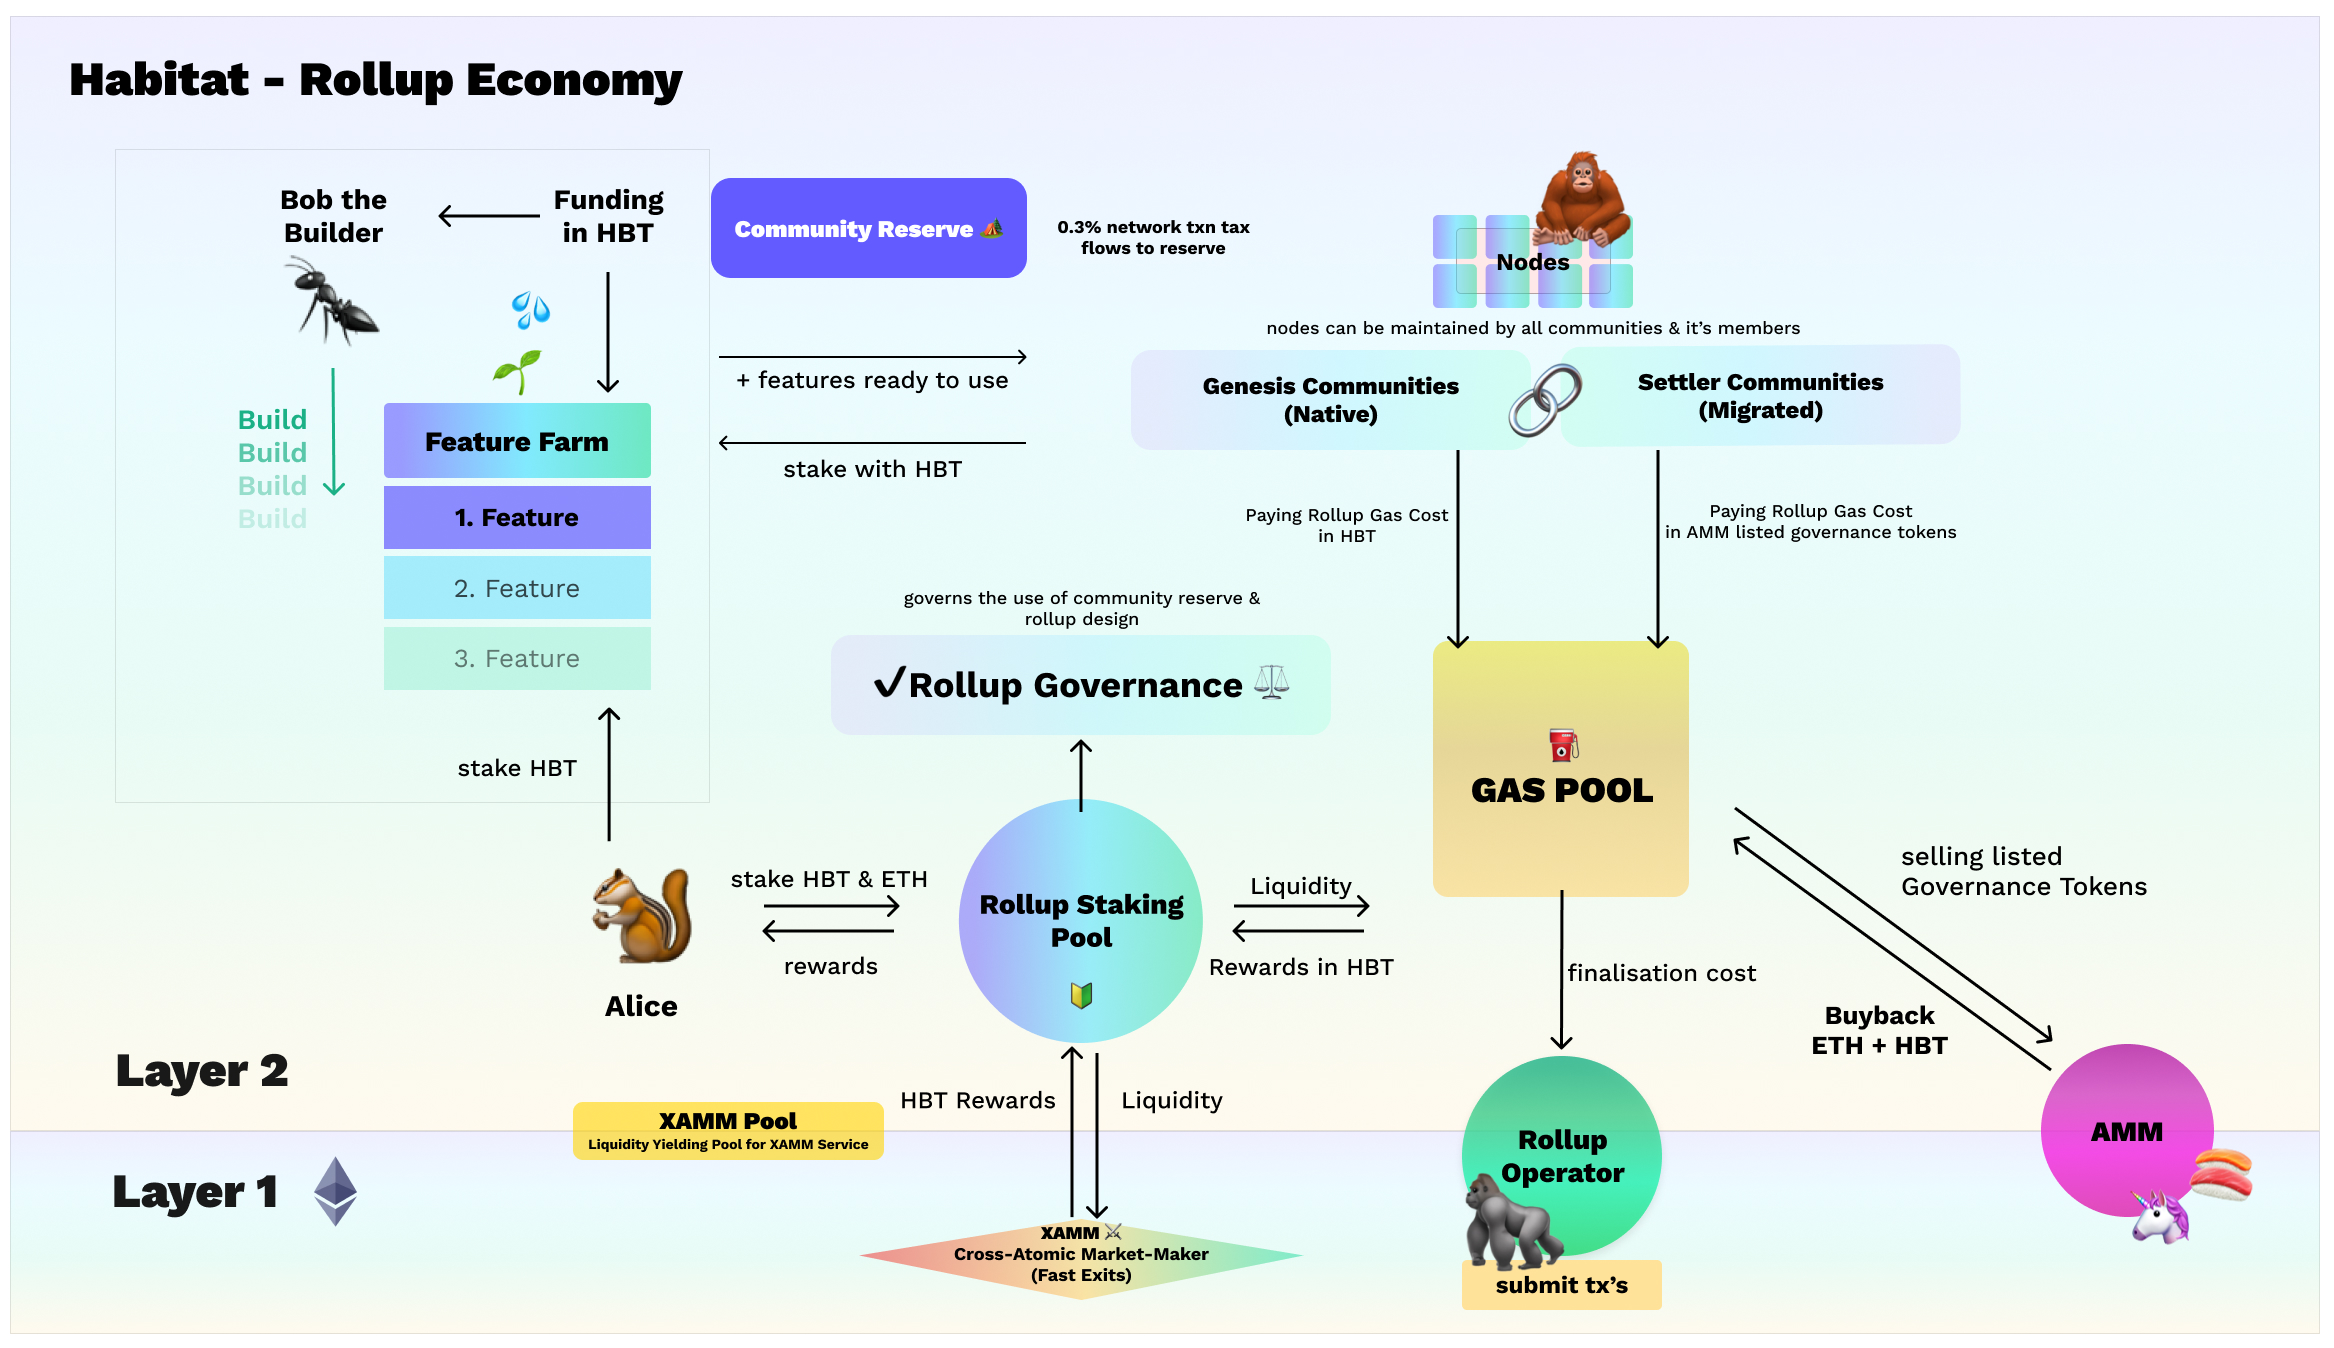 Habitat - Rollup Economy
Bob the
Builder
Funding
in HBT
Community Reserve
0.3% network txn tax
flows to reserve
Nodes
nodes can be maintained by all communities & it's members
+ features ready to use
stake with HBT
Genesis Communities
(Native)
Settler Communities
(Migrated)
Build
Build
Build
Build
Feature Farm
1. Feature
2. Feature
3. Feature
Paying Rollup Gas Cost
in HBT
Paying Rollup Gas Cost
in AMM listed governance tokens
governs the use of community reserve &
rollup design
✓Rollup Governance
stake HBT
GAS POOL
Alice
stake HBT & ETH
rewards
Rollup Staking
Pool
Liquidity
Rewards in HBT
selling listed
Governance Tokens
finalisation cost
Buyback
ETH + HBT
Layer 2
HBT Rewards
Liquidity
XAMM Pool
Liquidity Yielding Pool for XAMM Service
Layer 1
Rollup
Operator
AMM
XAMM
Cross-Atomic Market-Maker
(Fast Exits)
submit tx's